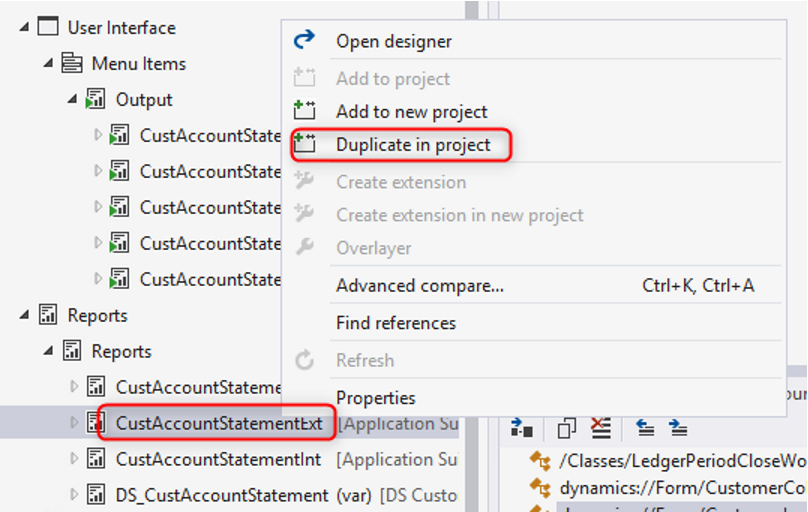 User Interface
Menu Items
Output
CustAccountState
CustAccountState
CustAccountState
CustAccountState
CustAccountState
Reports
Reports
CustAccountStateme
CustAccountStatementExt [Application Su
CustAccountStatementInt [Application Su
DS_CustAccountStatement (var) [DS Custo
Open designer
Add to project
Add to new project
Duplicate in project
Create extension
Create extension in new project
Overlayer
Advanced compare... Ctrl+K, Ctrl+A
Find references
Refresh
Properties
our
/Classes/LedgerPeriodCloseWo
dynamics://Form/CustomerCo